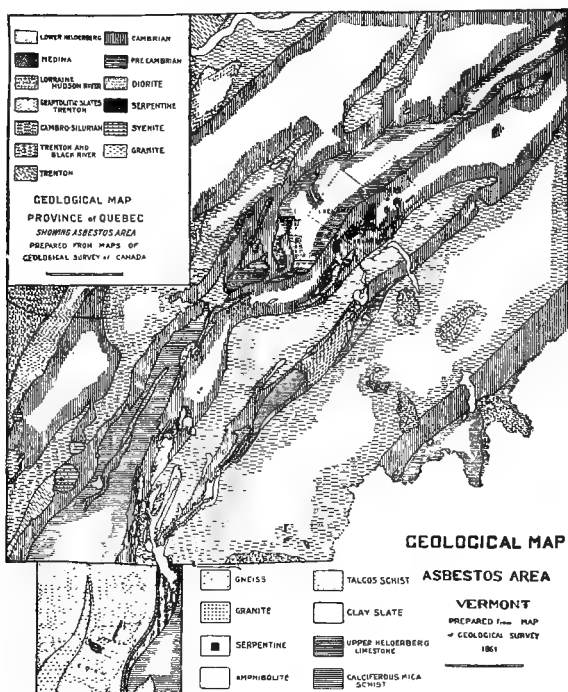 LOWER HELDERBERG
MEDINA
LORRAINE
HUDSON RIVER
GRAPTOLITIC SLATES
TRENTON
CAMBRO-SILURIAN
TRENTON AND
BLACK RIVER
TRENTON
CAMBRIAN
PRECAMBRIAN
DIORITE
SERPENTINE
SYENITE
GRANITE
GEOLOGICAL MAP
PROVINCE of QUEBEC
SHOWING ASBESTOS AREA
PREPARED FROM MAPS OF
GEOLOGICAL SURVEY of CANADA
GEOLOGICAL MAP
ASBESTOS AREA
VERMONT
PREPARED from MAP
of GEOLOGICAL SURVEY
1861
GNEISS
GRANITE
SERPENTINE
AMPHIBOLITE
TALCOS SCHIST
CLAY SLATE
UPPER HELDERBERG
LIMESTONE
CALCIFEROUS MICA
SCHIST